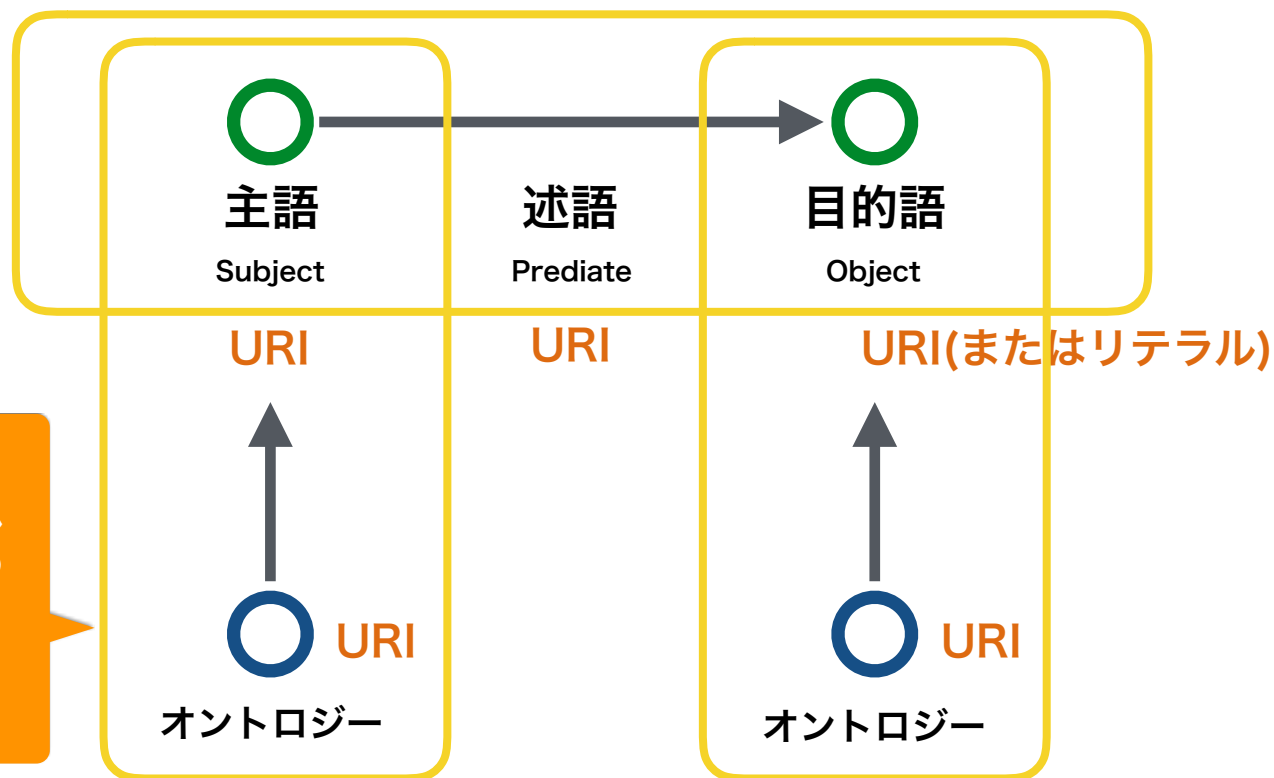 主語
述語
目的語
Subject
Prediate
Object
URI
URI
URI(またはリテラル)
URI
URI
オントロジー
オントロジー